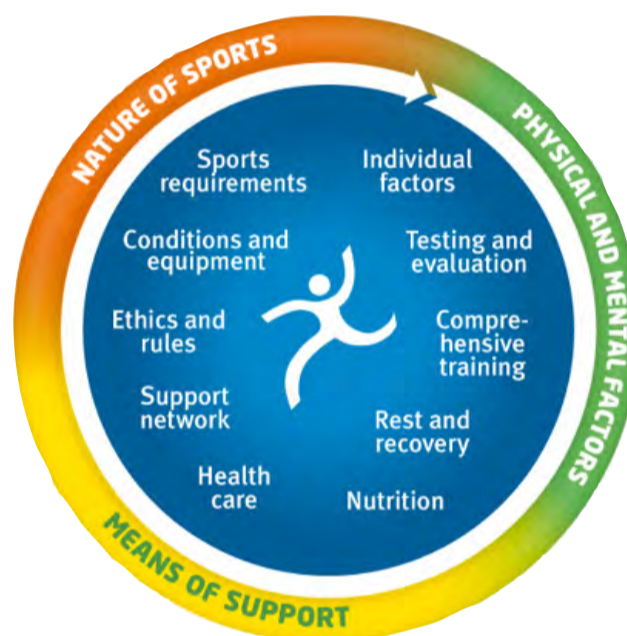 NATURE OF SPORTS
PHYSICAL AND MENTAL FACTORS
MEANS OF SUPPORT
Sports
requirements
Individual
factors
Conditions and
equipment
Testing and
evaluation
Ethics and
rules
Compre-
hensive
training
Support
network
Rest and
recovery
Health
care
Nutrition